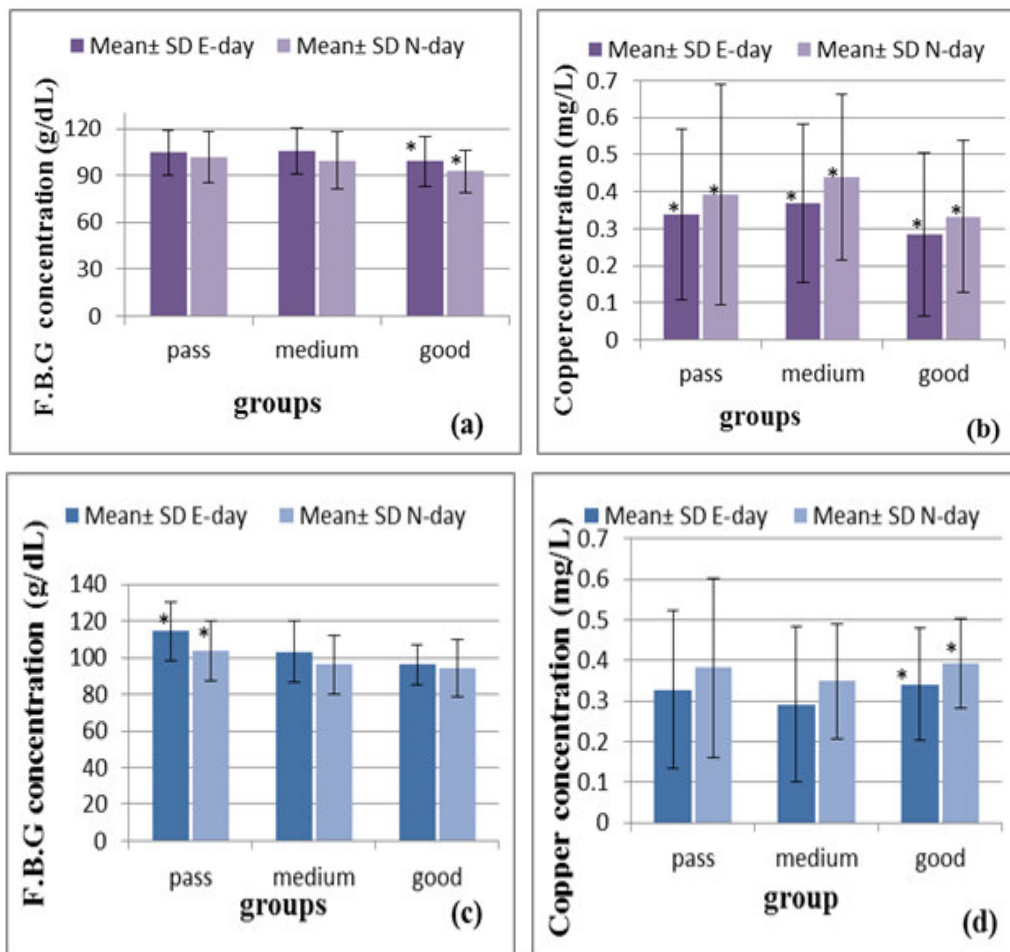 Mean± SD E-day Mean± SD N-day
F.B.G concentration (g/dL)
120
90
60
30
0
* *
pass medium good
groups
(a)
Mean± SD E-day Mean± SD N-day
Copperconcentration (mg/L)
0.7
0.6
0.5
0.4
0.3
0.2
0.1
0
* * * * * *
pass medium good
groups
(b)
Mean± SD E-day Mean± SD N-day
F.B.G concentration (g/dL)
140
120
100
80
60
40
20
0
* *
pass medium good
groups
(c)
Mean± SD E-day Mean± SD N-day
Copper concentration (mg/L)
0.7
0.6
0.5
0.4
0.3
0.2
0.1
0
* *
pass medium good
group
(d)